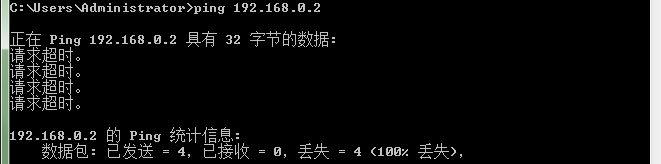 C:\Users\Administrator>ping 192.168.0.2
正在 Ping 192.168.0.2 具有 32 字节的数据:
请求超时。
请求超时。
请求超时。
请求超时。
192.168.0.2 的 Ping 统计信息:
数据包: 已发送 = 4，已接收 = 0，丢失 = 4 (100% 丢失)，